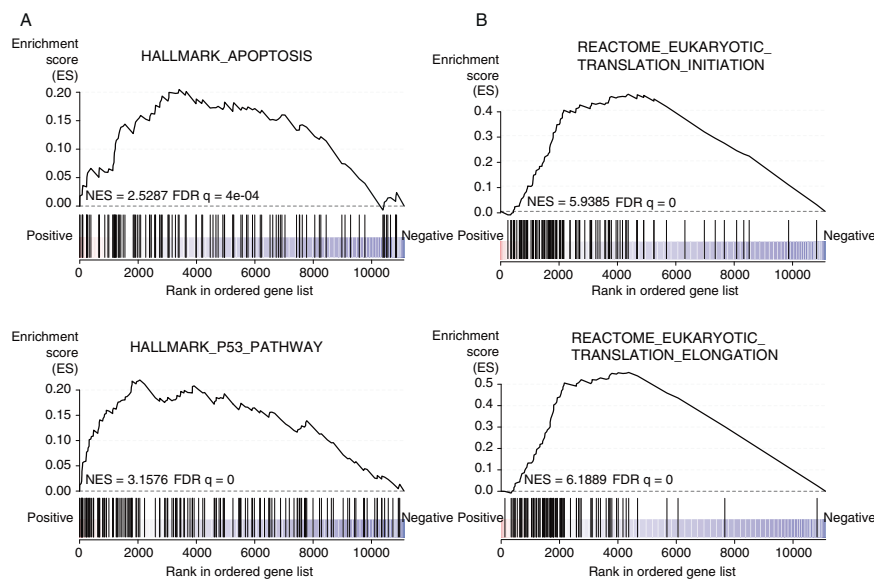 A
Enrichment
score
(ES)
HALLMARK_APOPTOSIS
0.20
0.15
0.10
0.05
0.00
NES = 2.5287 FDR q = 4e-04
Positive
Negative
0
2000
4000
6000
8000
10000
Rank in ordered gene list
B
Enrichment
score
(ES)
REACTOME_EUKARYOTIC_
TRANSLATION_INITIATION
0.4
0.3
0.2
0.1
0.0
NES = 5.9385 FDR q = 0
Positive
Negative
0
2000
4000
6000
8000
10000
Rank in ordered gene list
Enrichment
score
(ES)
HALLMARK_P53_PATHWAY
0.20
0.15
0.10
0.05
0.00
NES = 3.1576 FDR q = 0
Positive
Negative
0
2000
4000
6000
8000
10000
Rank in ordered gene list
Enrichment
score
(ES)
REACTOME_EUKARYOTIC_
TRANSLATION_ELONGATION
0.5
0.4
0.3
0.2
0.1
0.0
NES = 6.1889 FDR q = 0
Positive
Negative
0
2000
4000
6000
8000
10000
Rank in ordered gene list